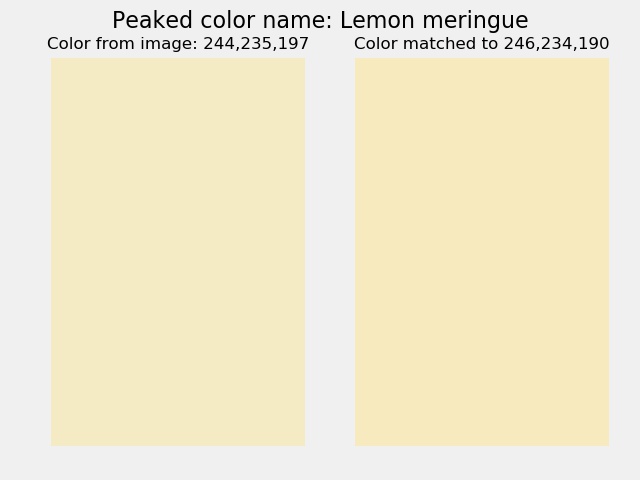 Peaked color name: Lemon meringue
Color from image: 244,235,197
Color matched to 246,234,190